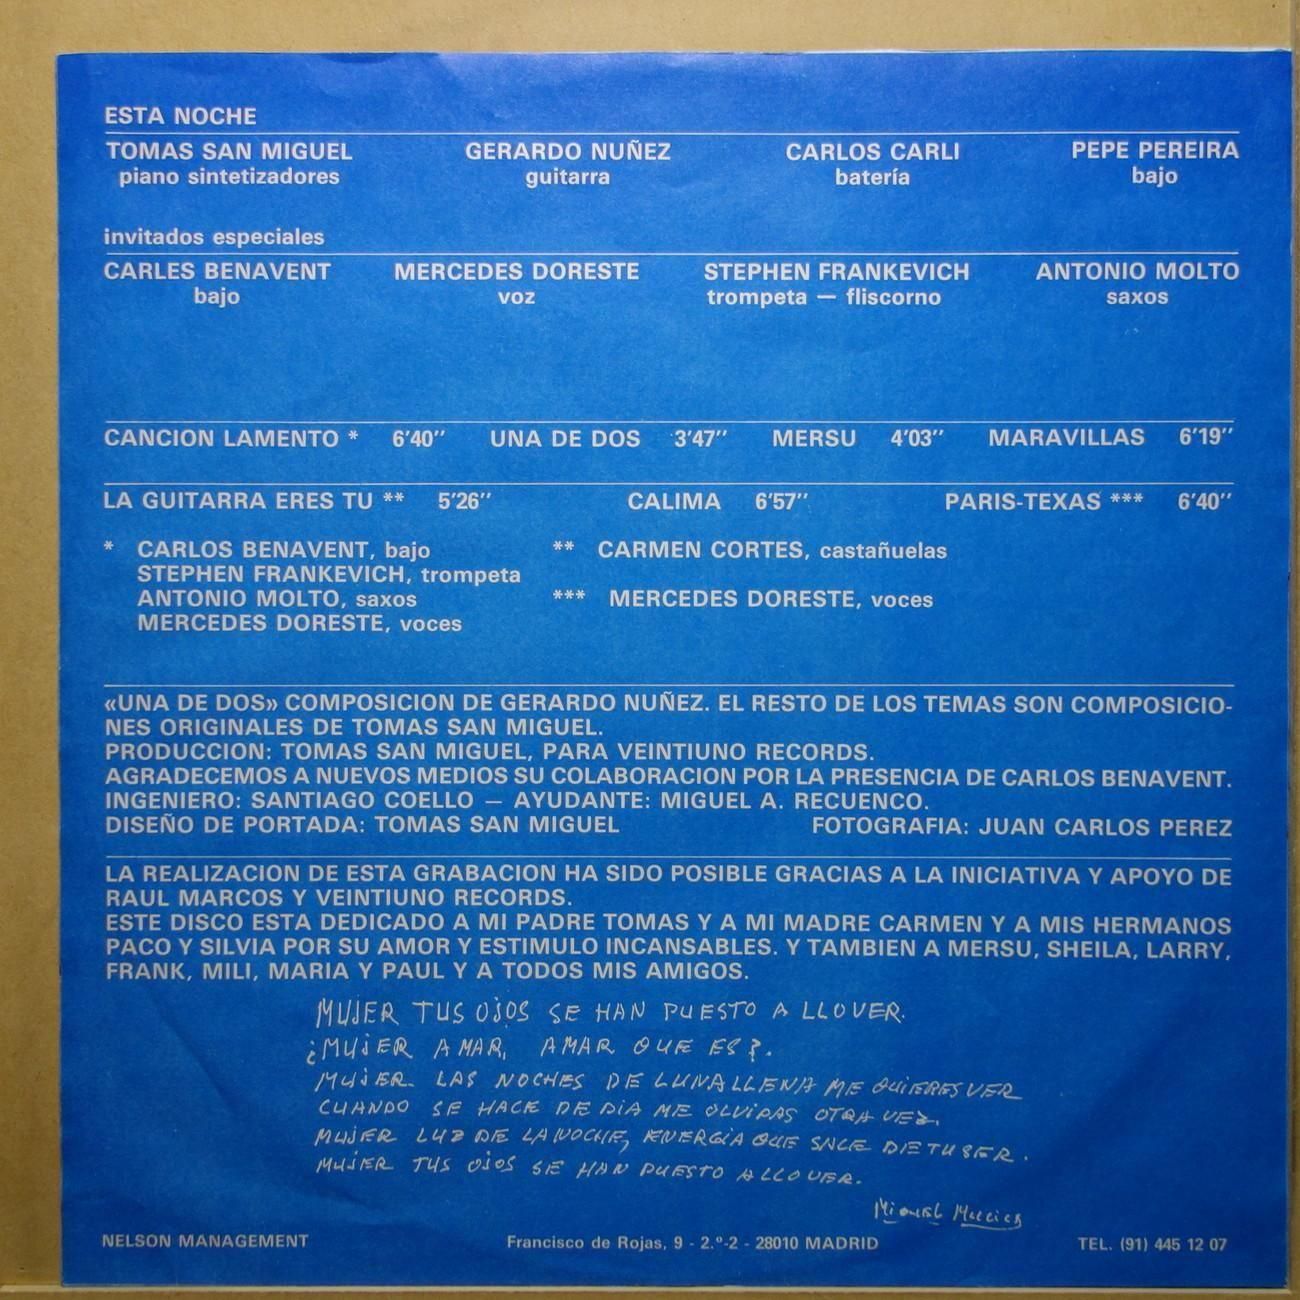 ESTA NOCHE
TOMAS SAN MIGUEL GERARDO NUÑEZ CARLOS CARLI PEPE PEREIRA
piano sintetizadores guitarra batería bajo
invitados especiales
CARLES BENAVENT MERCEDES DORESTE STEPHEN FRANKEVICH ANTONIO MOLTO
bajo voz trompeta — fliscorno saxos
CANCION LAMENTO * 6'40'' UNA DE DOS 3'47'' MERSU 4'03'' MARAVILLAS 6'19''
LA GUITARRA ERES TU ** 5'26'' CALIMA 6'57'' PARIS-TEXAS *** 6'40''
* CARLOS BENAVENT, bajo ** CARMEN CORTES, castañuelas
STEPHEN FRANKEVICH, trompeta
ANTONIO MOLTO, saxos *** MERCEDES DORESTE, voces
MERCEDES DORESTE, voces
«UNA DE DOS» COMPOSICION DE GERARDO NUÑEZ. EL RESTO DE LOS TEMAS SON COMPOSICIO-
NES ORIGINALES DE TOMAS SAN MIGUEL.
PRODUCCION: TOMAS SAN MIGUEL, PARA VEINTIUNO RECORDS.
AGRADECEMOS A NUEVOS MEDIOS SU COLABORACION POR LA PRESENCIA DE CARLOS BENAVENT.
INGENIERO: SANTIAGO COELLO — AYUDANTE: MIGUEL A. RECUENCO.
DISEÑO DE PORTADA: TOMAS SAN MIGUEL FOTOGRAFIA: JUAN CARLOS PEREZ
LA REALIZACION DE ESTA GRABACION HA SIDO POSIBLE GRACIAS A LA INICIATIVA Y APOYO DE
RAUL MARCOS Y VEINTIUNO RECORDS.
ESTE DISCO ESTA DEDICADO A MI PADRE TOMAS Y A MI MADRE CARMEN Y A MIS HERMANOS
PACO Y SILVIA POR SU AMOR Y ESTIMULO INCANSABLES. Y TAMBIEN A MERSU, SHEILA, LARRY,
FRANK, MILI, MARIA Y PAUL Y A TODOS MIS AMIGOS.
MUJER TUS OJOS SE HAN PUESTO A LLOVER.
¿MUJER AMAR, AMAR QUE ES?.
MUJER LAS NOCHES DE LUNA LLENA ME QUIERES VER
CUANDO SE HACE DE DIA ME OLVIDAS OTRA VEZ.
MUJER LUZ DE LA NOCHE, ENERGIA QUE SALE DE TU SER.
MUJER TUS OJOS SE HAN PUESTO A LLOVER.
Miguel
NELSON MANAGEMENT Francisco de Rojas, 9 - 2.º-2 - 28010 MADRID TEL. (91) 445 12 07